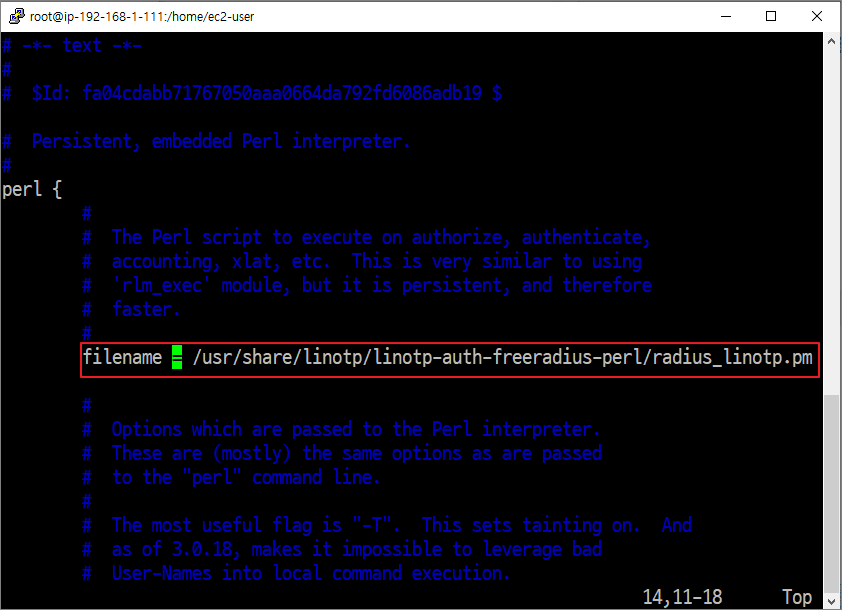 root@ip-192-168-1-111:/home/ec2-user
# -*- text -*-
#
#  $Id: fa04cdabb71767050aaa0664da792fd6086adb19 $
#  Persistent, embedded Perl interpreter.
#
perl {
#
#  The Perl script to execute on authorize, authenticate,
#  accounting, xlat, etc.  This is very similar to using
#  'rlm_exec' module, but it is persistent, and therefore
#  faster.
#
filename = /usr/share/linotp/linotp-auth-freeradius-perl/radius_linotp.pm
#
#  Options which are passed to the Perl interpreter.
#  These are (mostly) the same options as are passed
#  to the "perl" command line.
#
#  The most useful flag is "-T".  This sets tainting on.  And
#  as of 3.0.18, makes it impossible to leverage bad
#  User-Names into local command execution.
14,11-18 Top